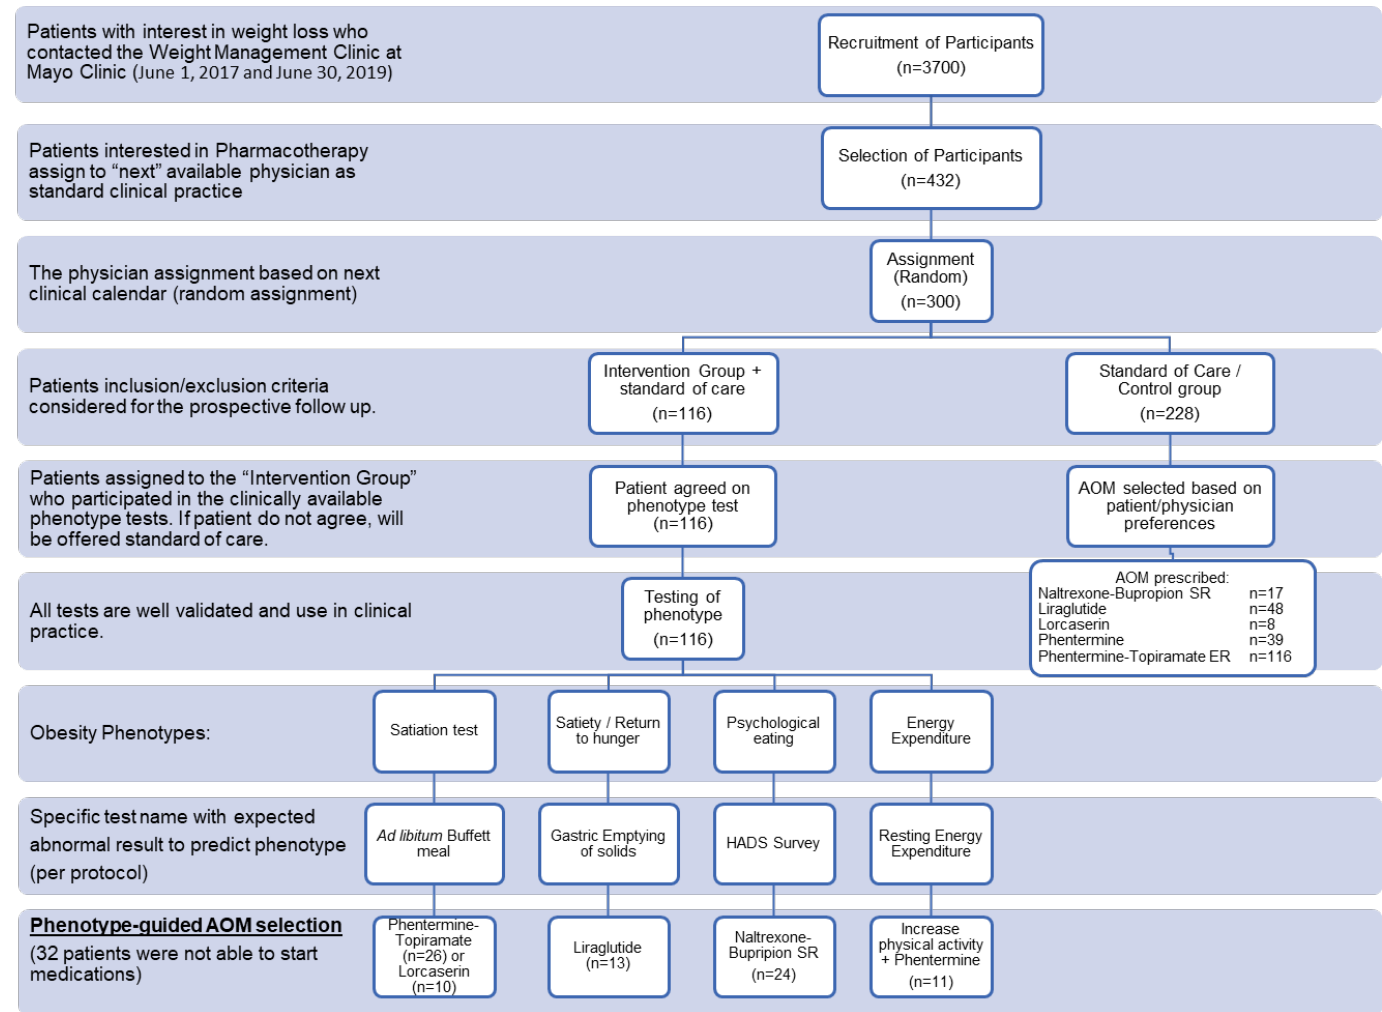 Patients with interest in weight loss who
contacted the Weight Management Clinic at
Mayo Clinic (June 1, 2017 and June 30, 2019)
Recruitment of Participants
(n=3700)
Patients interested in Pharmacotherapy
assign to “next” available physician as
standard clinical practice
Selection of Participants
(n=432)
The physician assignment based on next
clinical calendar (random assignment)
Assignment
(Random)
(n=300)
Patients inclusion/exclusion criteria
considered for the prospective follow up.
Intervention Group +
standard of care
(n=116)
Standard of Care /
Control group
(n=228)
Patients assigned to the “Intervention Group”
who participated in the clinically available
phenotype tests. If patient do not agree, will
be offered standard of care.
Patient agreed on
phenotype test
(n=116)
AOM selected based on
patient/physician
preferences
All tests are well validated and use in clinical
practice.
Testing of
phenotype
(n=116)
AOM prescribed:
Naltrexone-Bupropion SR n=17
Liraglutide n=48
Lorcaserin n=8
Phentermine n=39
Phentermine-Topiramate ER n=116
Obesity Phenotypes:
Satiation test
Satiety / Return
to hunger
Psychological
eating
Energy
Expenditure
Specific test name with expected
abnormal result to predict phenotype
(per protocol)
Ad libitum Buffett
meal
Gastric Emptying
of solids
HADS Survey
Resting Energy
Expenditure
Phenotype-guided AOM selection
(32 patients were not able to start
medications)
Phentermine-
Topiramate
(n=26) or
Lorcaserin
(n=10)
Liraglutide
(n=13)
Naltrexone-
Bupripion SR
(n=24)
Increase
physical activity
+ Phentermine
(n=11)